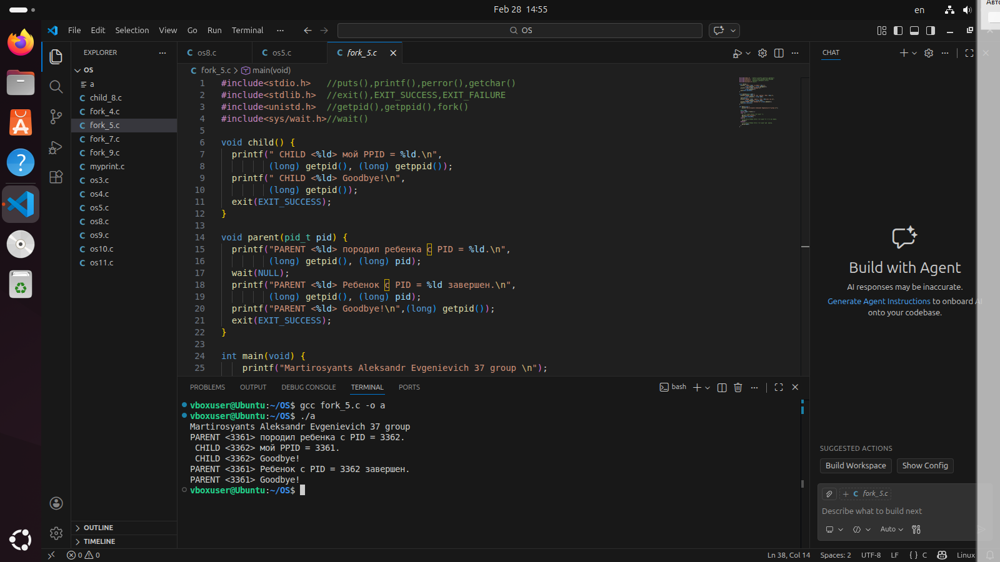 Feb 28 14:55
en
Авто
File Edit Selection View Go Run Terminal ···
OS
EXPLORER ···
OS
a
C child_8.c
C fork_4.c
C fork_5.c
C fork_7.c
C fork_9.c
C myprint.c
C os3.c
C os4.c
C os5.c
C os8.c
C os9.c
C os10.c
C os11.c
OUTLINE
TIMELINE
C os8.c
C os5.c
C fork_5.c
C fork_5.c > main(void)
1 #include<stdio.h> //puts(),printf(),perror(),getchar()
2 #include<stdlib.h> //exit(),EXIT_SUCCESS,EXIT_FAILURE
3 #include<unistd.h> //getpid(),getppid(),fork()
4 #include<sys/wait.h>//wait()
5
6 void child() {
7 printf(" CHILD <%ld> мой PPID = %ld.\n",
8 (long) getpid(), (long) getppid());
9 printf(" CHILD <%ld> Goodbye!\n",
10 (long) getpid());
11 exit(EXIT_SUCCESS);
12 }
13
14 void parent(pid_t pid) {
15 printf("PARENT <%ld> породил ребенка с PID = %ld.\n",
16 (long) getpid(), (long) pid);
17 wait(NULL);
18 printf("PARENT <%ld> Ребенок с PID = %ld завершен.\n",
19 (long) getpid(), (long) pid);
20 printf("PARENT <%ld> Goodbye!\n",(long) getpid());
21 exit(EXIT_SUCCESS);
22 }
23
24 int main(void) {
25 printf("Martirosyants Aleksandr Evgenievich 37 group \n");
PROBLEMS OUTPUT DEBUG CONSOLE TERMINAL PORTS
bash
vboxuser@Ubuntu:~/OS$ gcc fork_5.c -o a
vboxuser@Ubuntu:~/OS$ ./a
Martirosyants Aleksandr Evgenievich 37 group
PARENT <3361> породил ребенка с PID = 3362.
CHILD <3362> мой PPID = 3361.
CHILD <3362> Goodbye!
PARENT <3361> Ребенок с PID = 3362 завершен.
PARENT <3361> Goodbye!
vboxuser@Ubuntu:~/OS$
CHAT
Build with Agent
AI responses may be inaccurate.
Generate Agent Instructions to onboard AI
onto your codebase.
SUGGESTED ACTIONS
Build Workspace Show Config
+ C fork_5.c
Describe what to build next
Auto
0 0
Ln 38, Col 14 Spaces: 2 UTF-8 LF { } C Linux